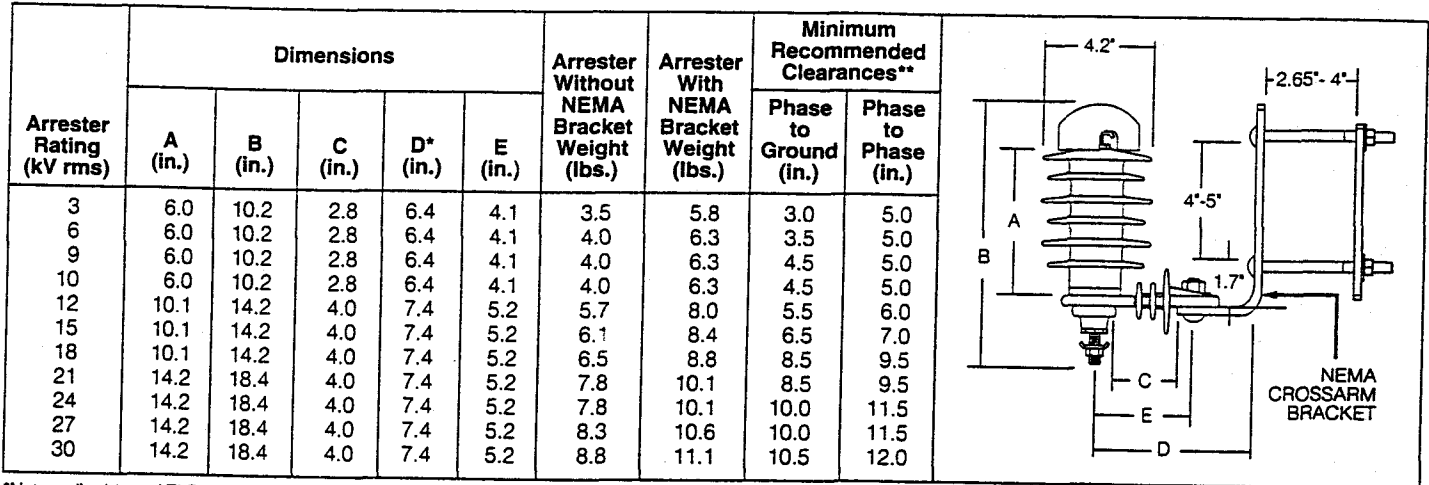 Arrester Rating (kV rms) | Dimensions | Arrester Without NEMA Bracket Weight (lbs.) | Arrester With NEMA Bracket Weight (lbs.) | Minimum Recommended Clearances**
A (in.) | B (in.) | C (in.) | D* (in.) | E (in.) | Phase to Ground (in.) | Phase to Phase (in.)
3 6.0 10.2 2.8 6.4 4.1 3.5 5.8 3.0 5.0
6 6.0 10.2 2.8 6.4 4.1 4.0 6.3 3.5 5.0
9 6.0 10.2 2.8 6.4 4.1 4.0 6.3 4.5 5.0
10 6.0 10.2 2.8 6.4 4.1 4.0 6.3 4.5 5.0
12 10.1 14.2 4.0 7.4 5.2 5.7 8.0 5.5 6.0
15 10.1 14.2 4.0 7.4 5.2 6.1 8.4 6.5 7.0
18 10.1 14.2 4.0 7.4 5.2 6.5 8.8 8.5 9.5
21 14.2 18.4 4.0 7.4 5.2 7.8 10.1 8.5 9.5
24 14.2 18.4 4.0 7.4 5.2 7.8 10.1 10.0 11.5
27 14.2 18.4 4.0 7.4 5.2 8.3 10.6 10.0 11.5
30 14.2 18.4 4.0 7.4 5.2 8.8 11.1 10.5 12.0
4.2"
2.65"- 4"
4"-5"
A
B
1.7"
C
E
D
NEMA
CROSSARM
BRACKET